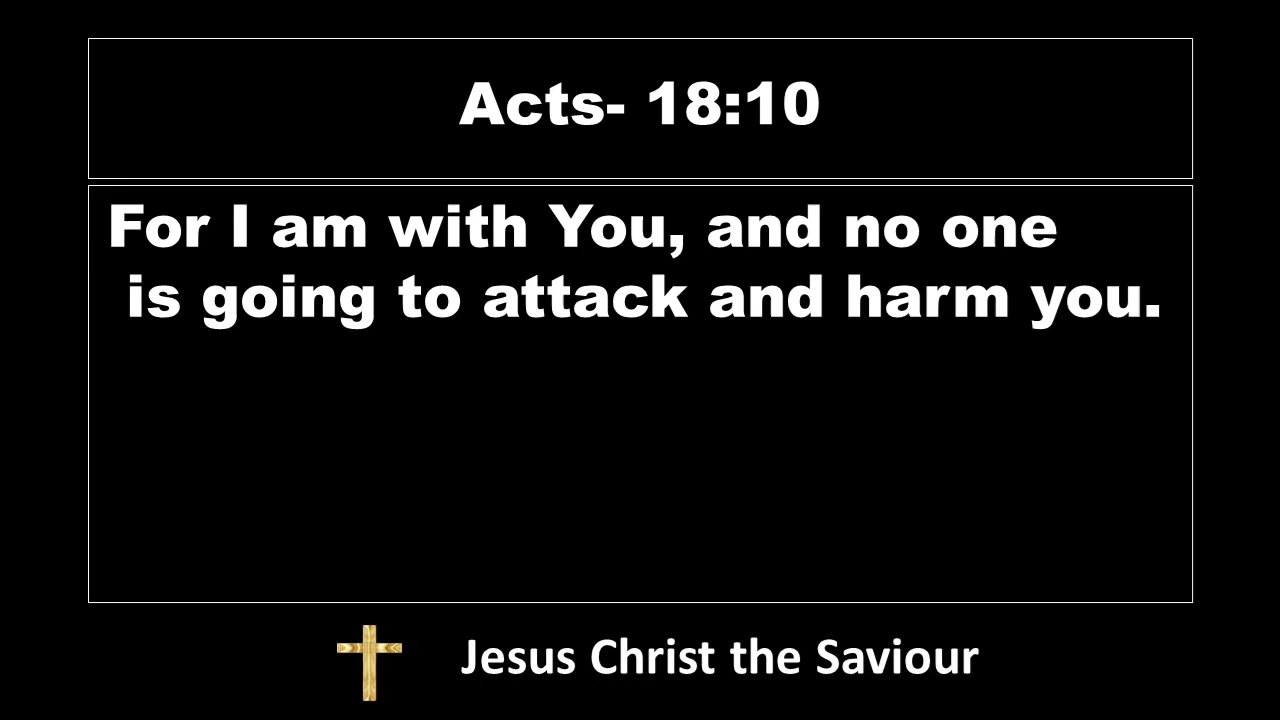 Acts- 18:10
For I am with You, and no one
is going to attack and harm you.
Jesus Christ the Saviour